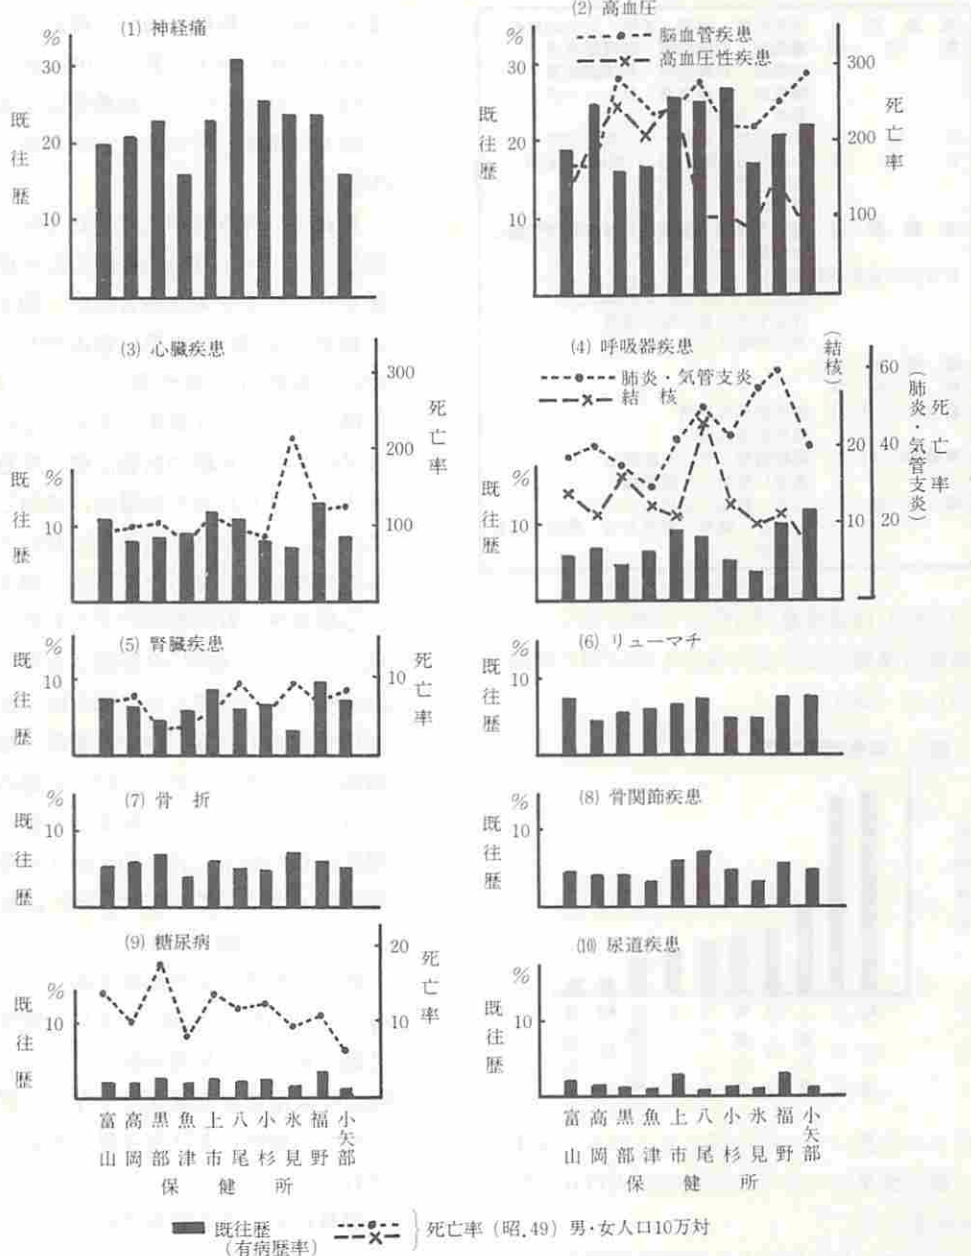 (1) 神経痛
%
30
20
10
既往歴
(2) 高血圧
脳血管疾患
高血圧性疾患
%
30
20
10
既往歴
300
200
100
死亡率
(3) 心臓疾患
%
10
既往歴
300
200
100
死亡率
(4) 呼吸器疾患
肺炎・気管支炎
結核
%
10
既往歴
(結核)
20
10
60
40
20
死亡率
(肺炎・気管支炎)
(5) 腎臓疾患
%
10
既往歴
10
死亡率
(6) リューマチ
%
10
既往歴
(7) 骨 折
%
10
既往歴
(8) 骨関節疾患
%
10
既往歴
(9) 糖尿病
%
10
既往歴
20
10
死亡率
(10) 尿道疾患
%
10
既往歴
富山 高岡 黒部 魚津 上市 八尾 小杉 氷見 福野 小矢部
保 健 所
富山 高岡 黒部 魚津 上市 八尾 小杉 氷見 福野 小矢部
保 健 所
既往歴
(有病歴率)
死亡率(昭.49)男・女人口10万対